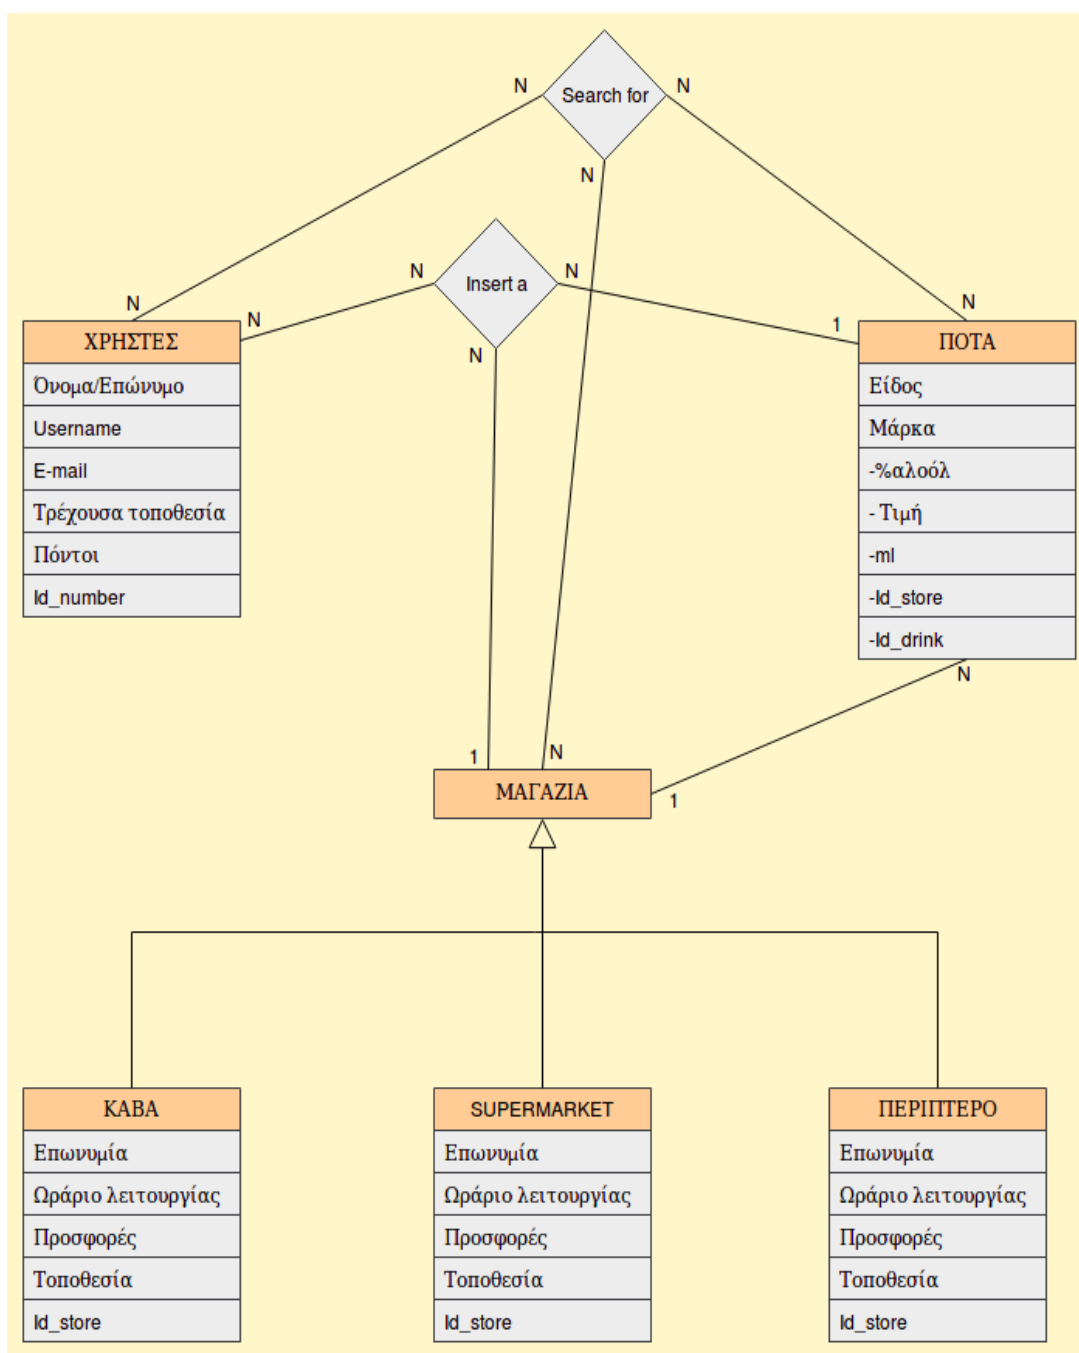 N
Search for
N
N
N
Insert a
N
N
N
N
N
1
N
ΧΡΗΣΤΕΣ
Όνομα/Επώνυμο
Username
E-mail
Τρέχουσα τοποθεσία
Πόντοι
Id_number
ΠΟΤΑ
Είδος
Μάρκα
-%αλοόλ
- Τιμή
-ml
-Id_store
-Id_drink
N
1
N
1
ΜΑΓΑΖΙΑ
ΚΑΒΑ
Επωνυμία
Ωράριο λειτουργίας
Προσφορές
Τοποθεσία
Id_store
SUPERMARKET
Επωνυμία
Ωράριο λειτουργίας
Προσφορές
Τοποθεσία
Id_store
ΠΕΡΙΠΤΕΡΟ
Επωνυμία
Ωράριο λειτουργίας
Προσφορές
Τοποθεσία
Id_store